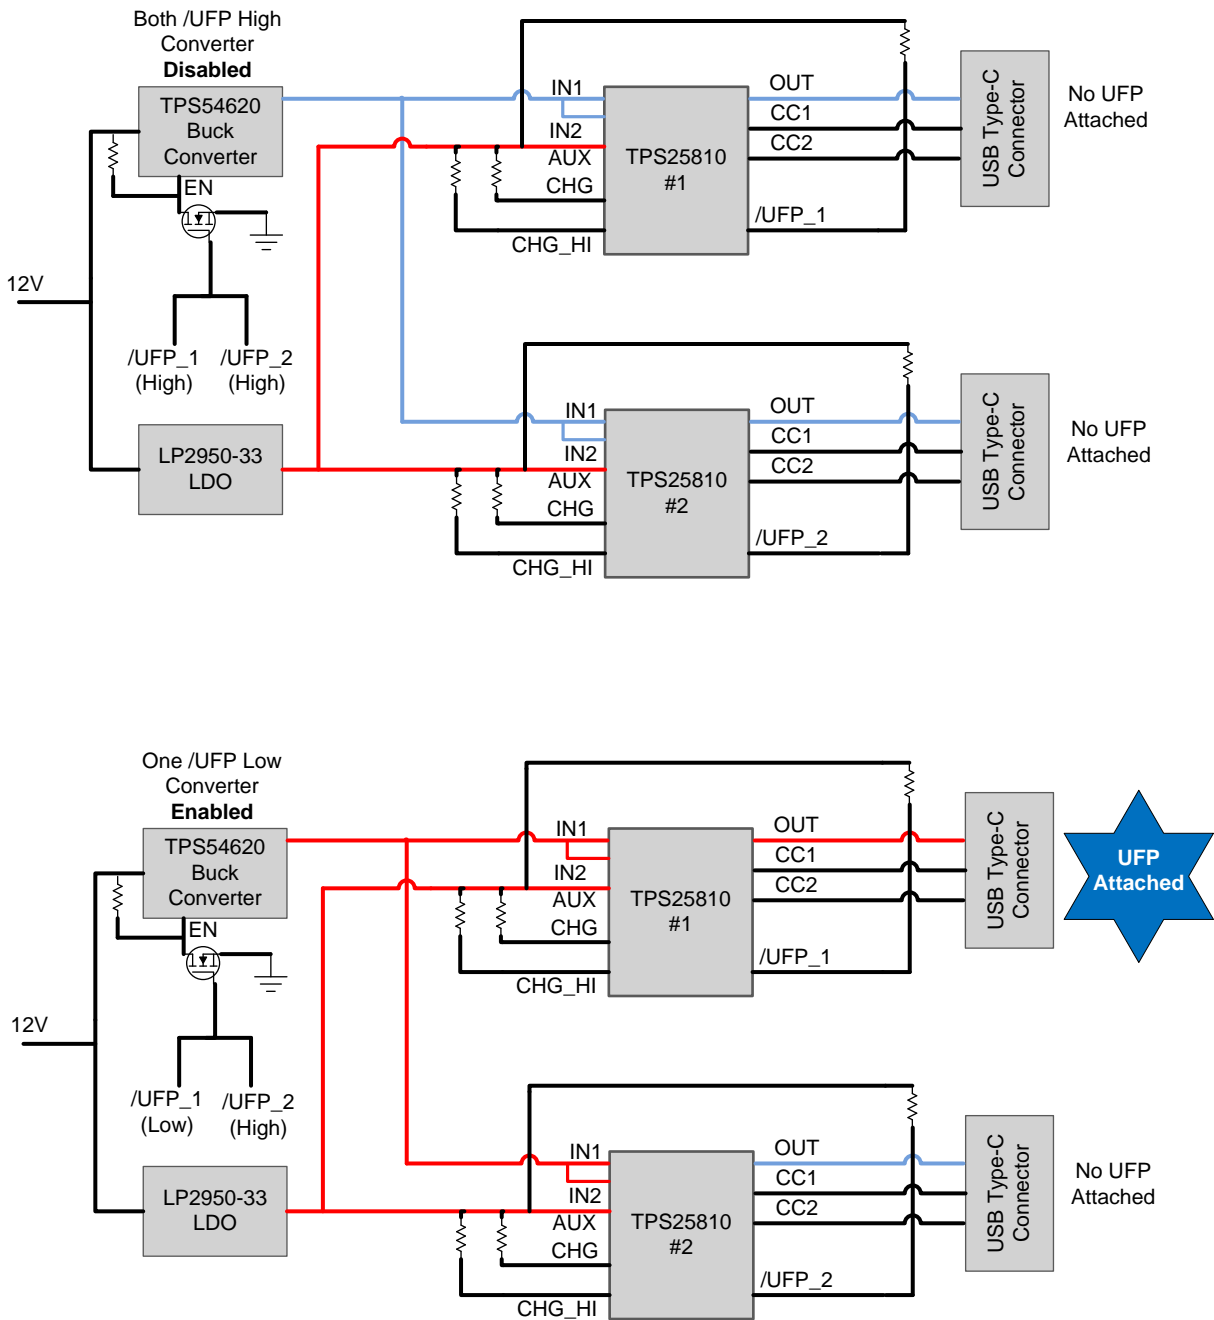 Both /UFP High
Converter
Disabled
TPS54620
Buck
Converter
EN
12V
/UFP_1
(High)
/UFP_2
(High)
LP2950-33
LDO
IN1
IN2
AUX
CHG
CHG_HI
TPS25810
#1
OUT
CC1
CC2
/UFP_1
USB Type-C
Connector
No UFP
Attached
IN1
IN2
AUX
CHG
CHG_HI
TPS25810
#2
OUT
CC1
CC2
/UFP_2
USB Type-C
Connector
No UFP
Attached
One /UFP Low
Converter
Enabled
TPS54620
Buck
Converter
EN
12V
/UFP_1
(Low)
/UFP_2
(High)
LP2950-33
LDO
IN1
IN2
AUX
CHG
CHG_HI
TPS25810
#1
OUT
CC1
CC2
/UFP_1
USB Type-C
Connector
UFP
Attached
IN1
IN2
AUX
CHG
CHG_HI
TPS25810
#2
OUT
CC1
CC2
/UFP_2
USB Type-C
Connector
No UFP
Attached